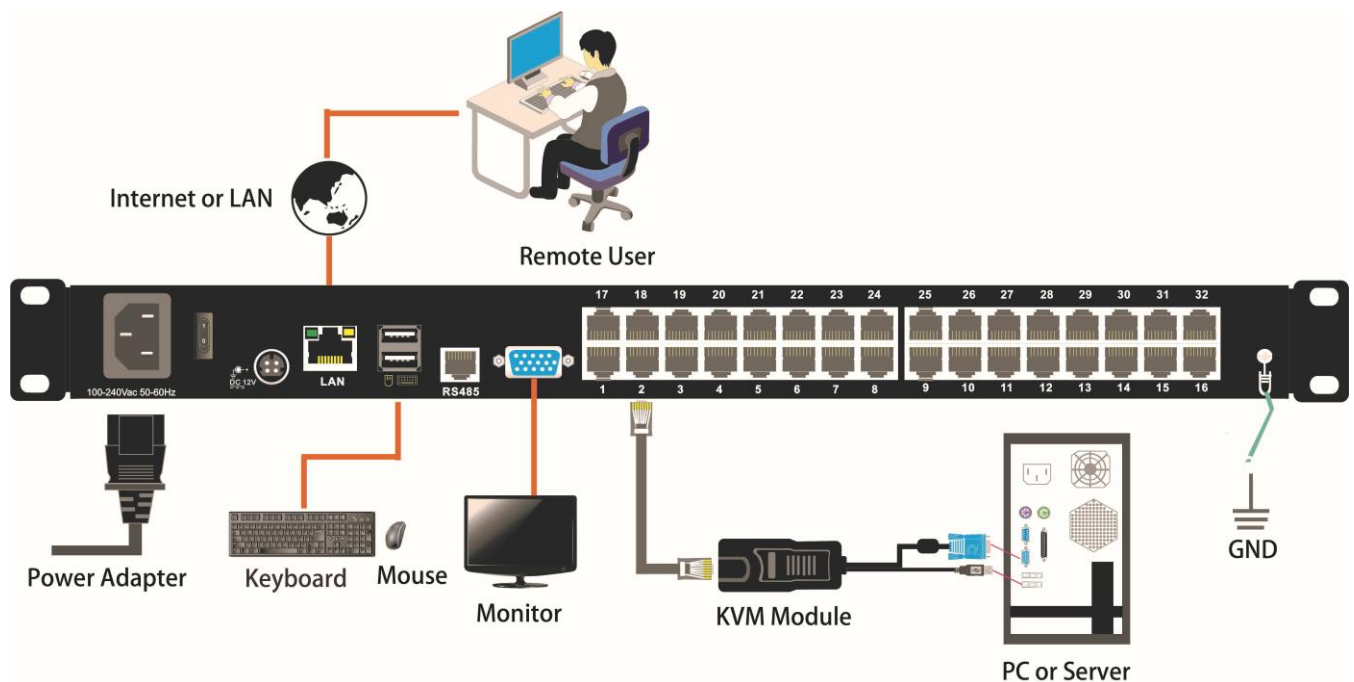 Internet or LAN
Remote User
17 18 19 20 21 22 23 24 25 26 27 28 29 30 31 32
1
0
DC 12V
LAN
RS485
100-240Vac 50-60Hz
1 2 3 4 5 6 7 8 9 10 11 12 13 14 15 16
Power Adapter
Keyboard
Mouse
Monitor
KVM Module
PC or Server
GND